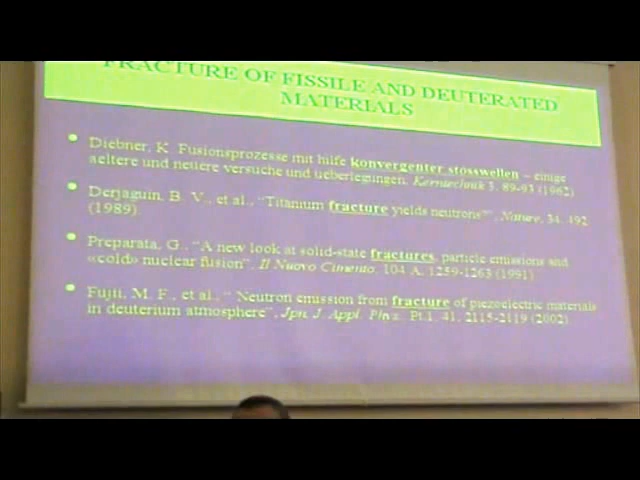 FRACTURE OF FISSILE AND DEUTERATED
MATERIALS
• Diebner, K. Fusionsprozesse mit hilfe konvergenter stosswellen – einige
aeltere und neuere versuche und ueberlegungen. Kerntechnik 3, 89-93 (1962)
• Derjaguin, B. V., et al., “Titanium fracture yields neutrons?”, Nature, 34, 492
(1989).
• Preparata, G., “A new look at solid-state fractures, particle emissions and
«cold» nuclear fusion”, Il Nuovo Cimento, 104 A, 1259-1263 (1991)
• Fujii, M. F., et al., “ Neutron emission from fracture of piezoelectric materials
in deuterium atmosphere”, Jpn. J. Appl. Phys. Pt.1, 41, 2115-2119 (2002)